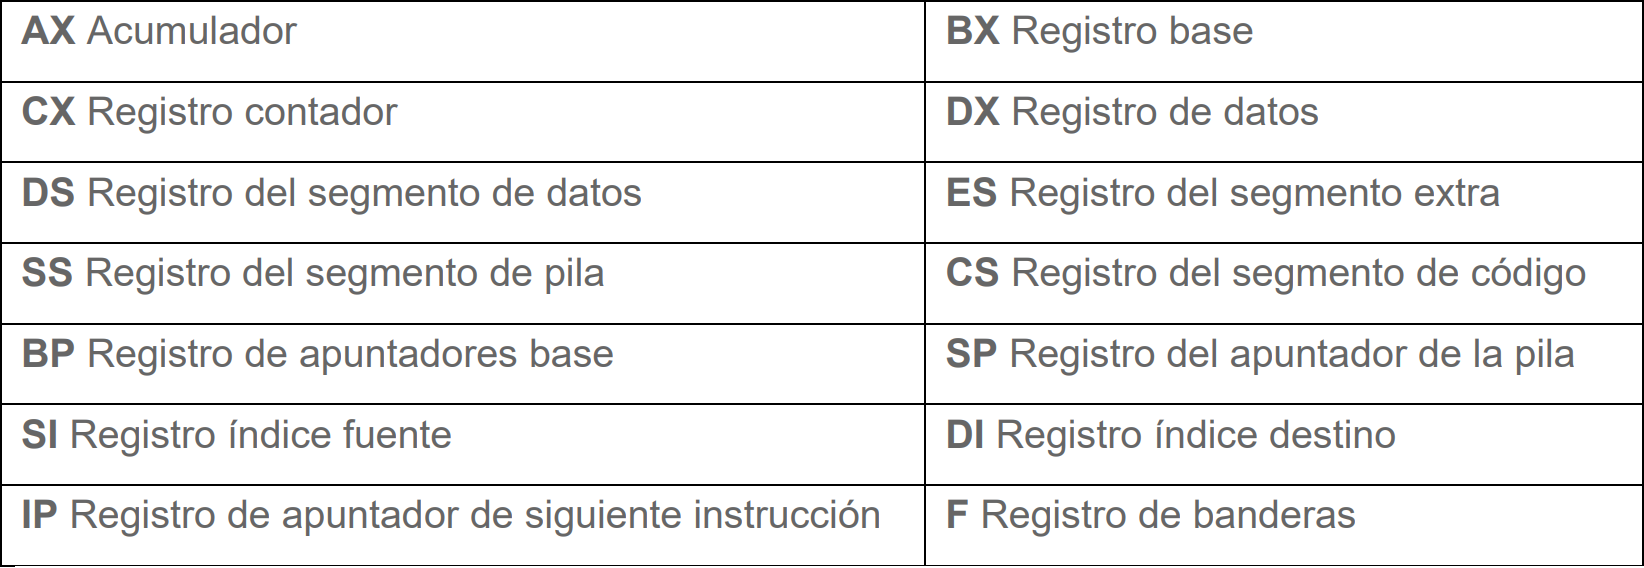 AX Acumulador
BX Registro base
CX Registro contador
DX Registro de datos
DS Registro del segmento de datos
ES Registro del segmento extra
SS Registro del segmento de pila
CS Registro del segmento de código
BP Registro de apuntadores base
SP Registro del apuntador de la pila
SI Registro índice fuente
DI Registro índice destino
IP Registro de apuntador de siguiente instrucción
F Registro de banderas